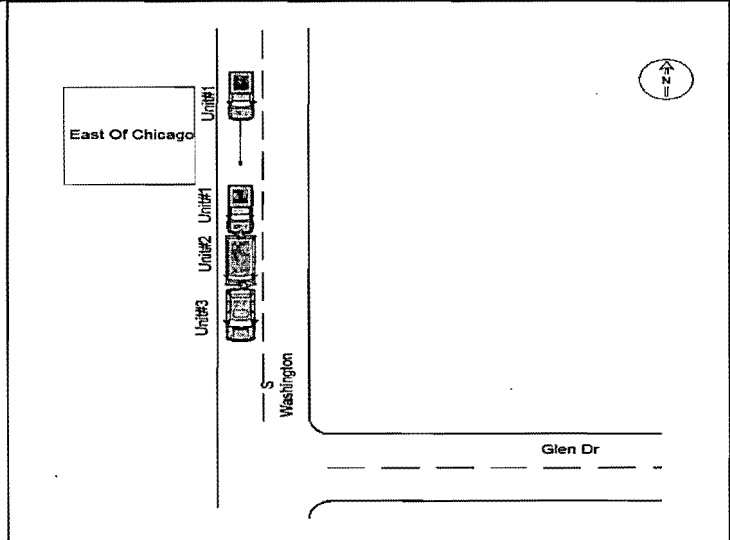 Unit#1
N
East Of Chicago
Unit#1
Unit#2
Unit#3
S
Washington
Glen Dr